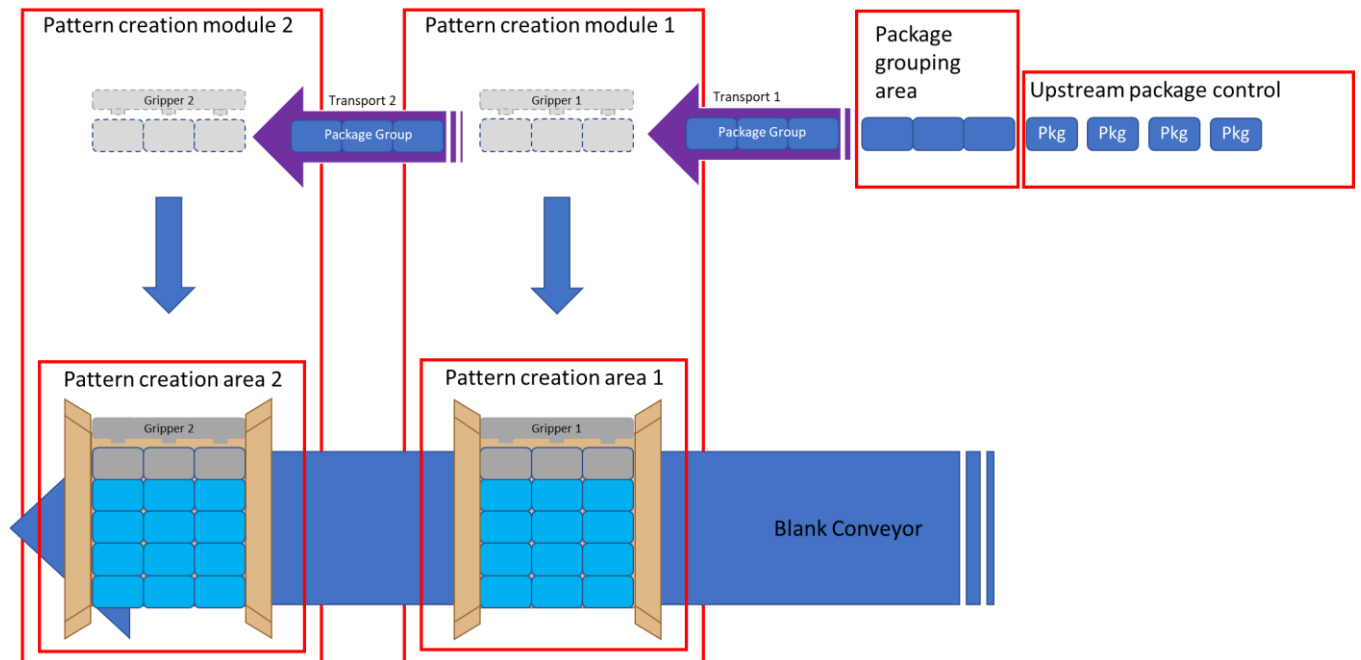 Pattern creation module 2
Pattern creation module 1
Package
grouping
area
Upstream package control
Gripper 2
Transport 2
Package Group
Gripper 1
Transport 1
Package Group
Pkg
Pkg
Pkg
Pkg
Pattern creation area 2
Pattern creation area 1
Gripper 2
Gripper 1
Blank Conveyor